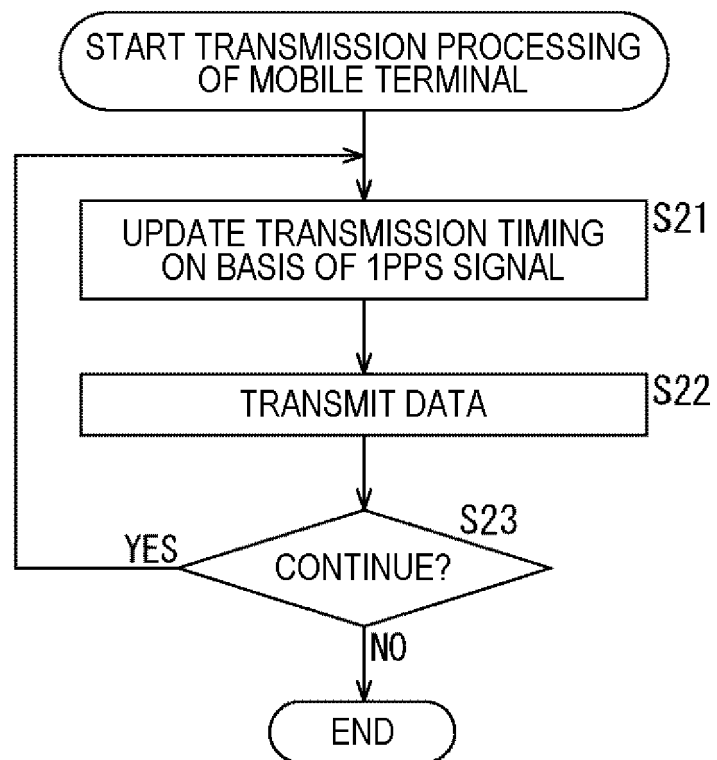 START TRANSMISSION PROCESSING
OF MOBILE TERMINAL
UPDATE TRANSMISSION TIMING
ON BASIS OF 1PPS SIGNAL
S21
TRANSMIT DATA
S22
S23
YES
CONTINUE?
NO
END